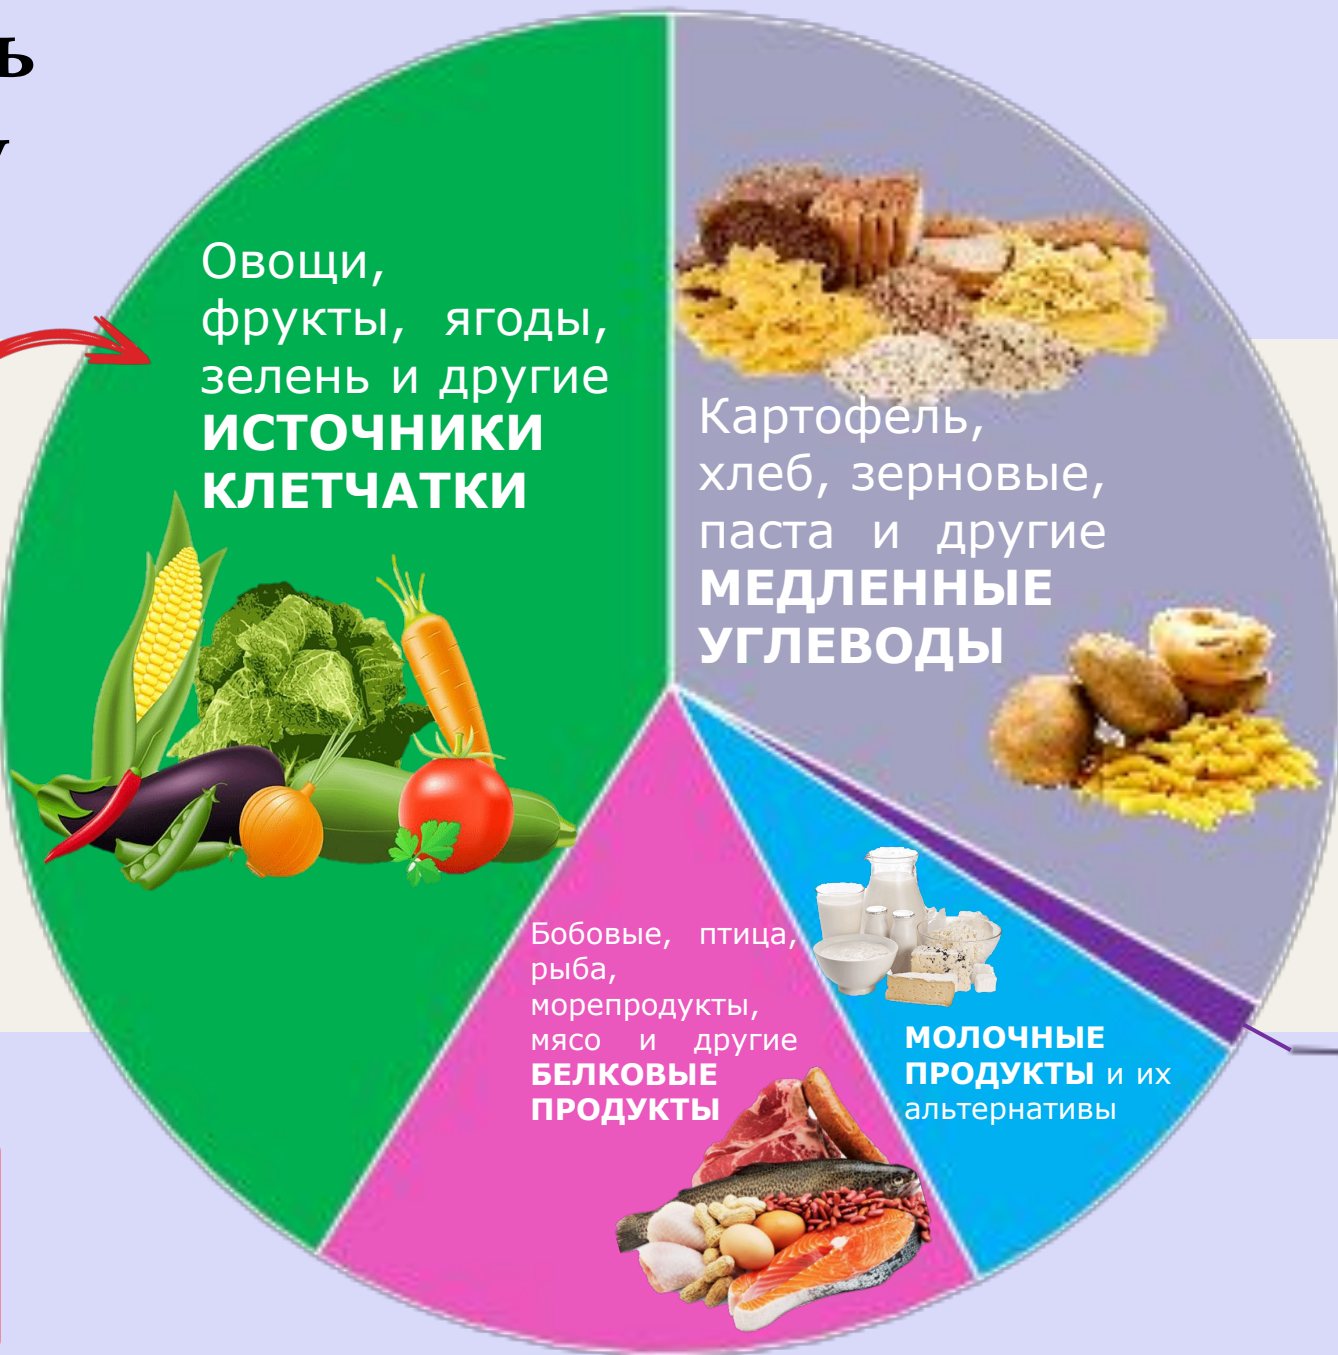 Овощи,
фрукты, ягоды,
зелень и другие
ИСТОЧНИКИ
КЛЕТЧАТКИ
Картофель,
хлеб, зерновые,
паста и другие
МЕДЛЕННЫЕ
УГЛЕВОДЫ
Бобовые, птица,
рыба,
морепродукты,
мясо и другие
БЕЛКОВЫЕ
ПРОДУКТЫ
МОЛОЧНЫЕ
ПРОДУКТЫ и их
альтернативы